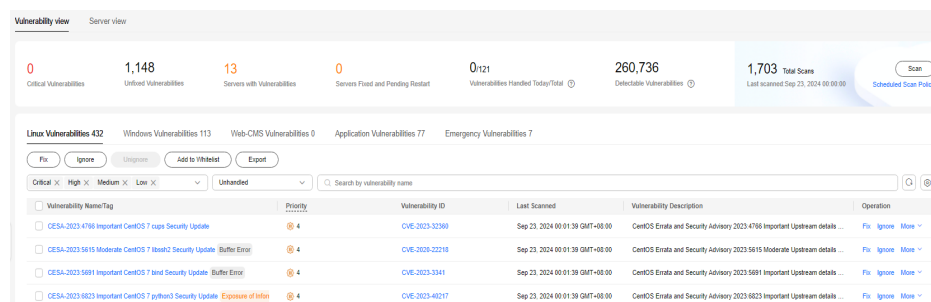 Vulnerability view Server view
0 1,148 13 0 0/121 260,736 1,703 Total Scans Scan
Critical Vulnerabilities Unfixed Vulnerabilities Servers with Vulnerabilities Servers Fixed and Pending Restart Vulnerabilities Handled Today/Total Detectable Vulnerabilities Last scanned Sep 23, 2024 00:00:00 Scheduled Scan Polic
Linux Vulnerabilities 432 Windows Vulnerabilities 113 Web-CMS Vulnerabilities 0 Application Vulnerabilities 77 Emergency Vulnerabilities 7
Fix Ignore Unignore Add to Whitelist Export
Critical High Medium Low Unhandled Search by vulnerability name
Vulnerability Name/Tag Priority Vulnerability ID Last Scanned Vulnerability Description Operation
CESA-2023:4766 Important CentOS 7 cups Security Update 4 CVE-2023-32360 Sep 23, 2024 00:01:39 GMT+08:00 CentOS Errata and Security Advisory 2023:4766 Important Upstream details ... Fix Ignore More
CESA-2023:5615 Moderate CentOS 7 libssh2 Security Update Buffer Error 4 CVE-2020-22218 Sep 23, 2024 00:01:39 GMT+08:00 CentOS Errata and Security Advisory 2023:5615 Moderate Upstream details ... Fix Ignore More
CESA-2023:5691 Important CentOS 7 bind Security Update Buffer Error 4 CVE-2023-3341 Sep 23, 2024 00:01:39 GMT+08:00 CentOS Errata and Security Advisory 2023:5691 Important Upstream details ... Fix Ignore More
CESA-2023:6823 Important CentOS 7 python3 Security Update Exposure of Infor 4 CVE-2023-40217 Sep 23, 2024 00:01:39 GMT+08:00 CentOS Errata and Security Advisory 2023:6823 Important Upstream details ... Fix Ignore More